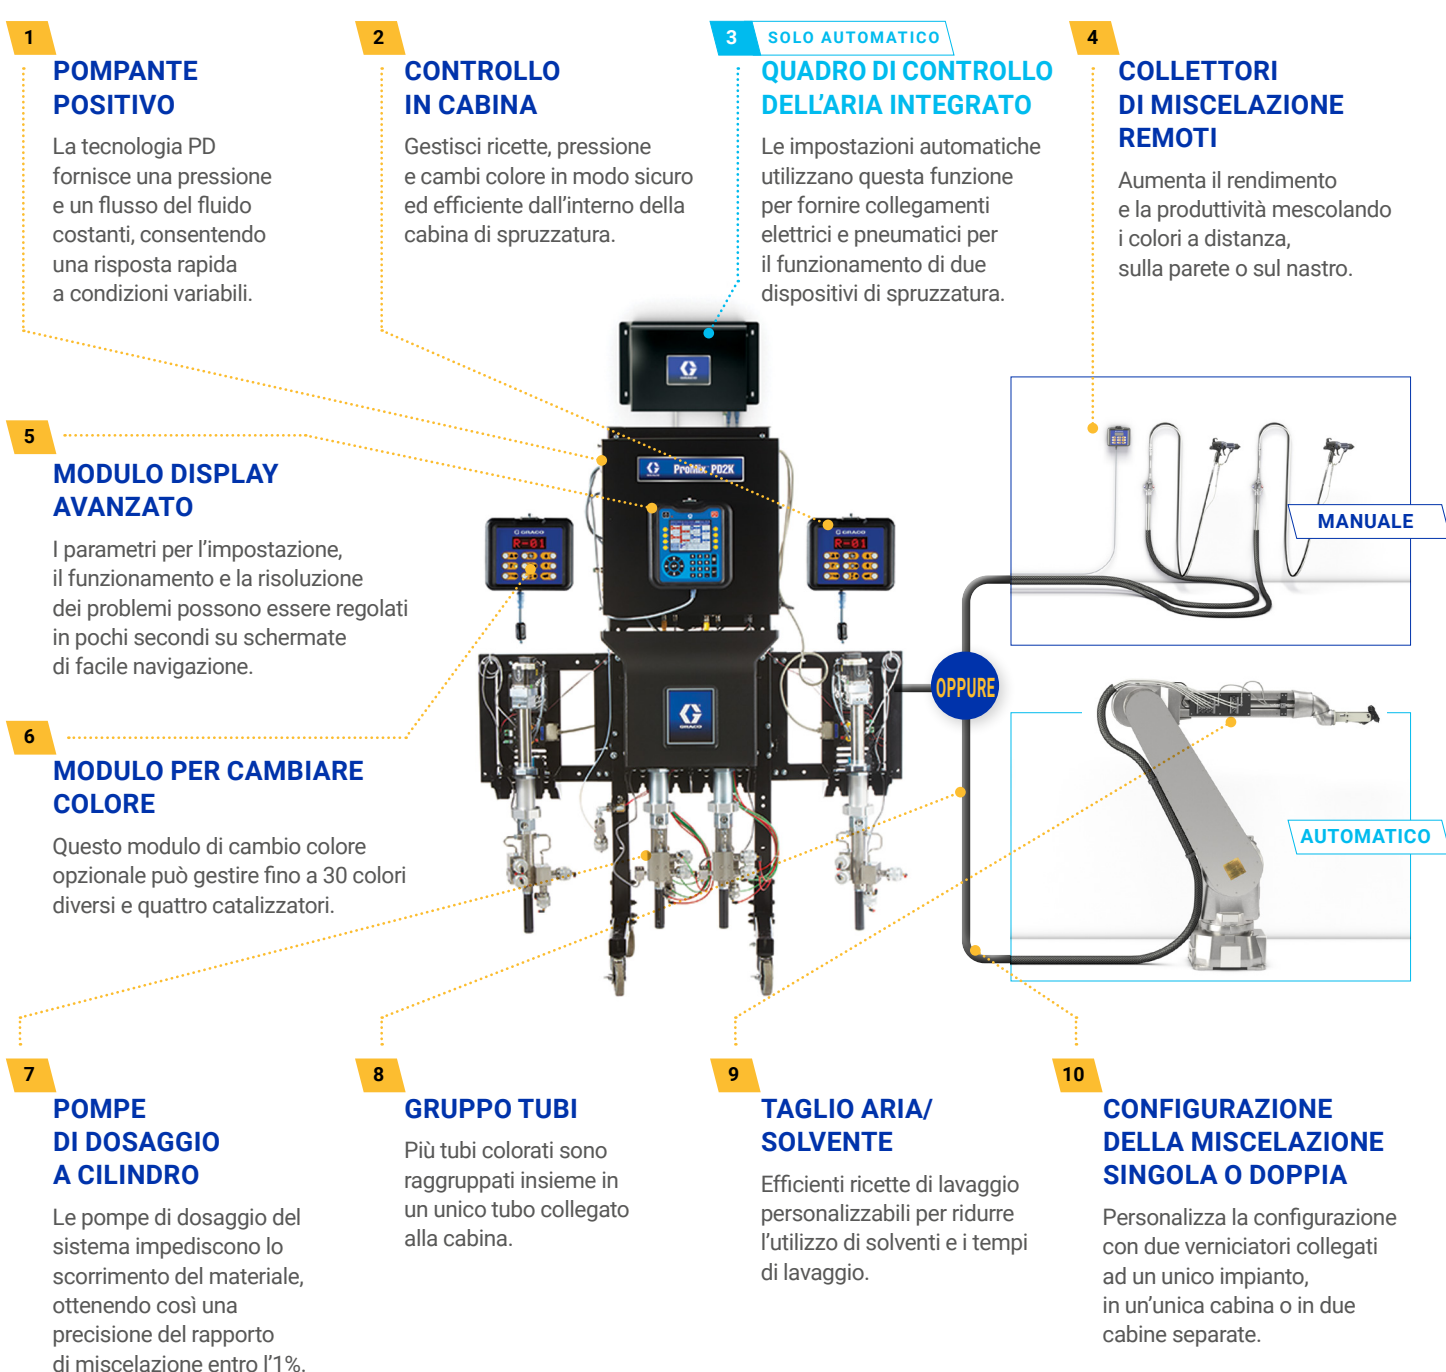 1
POMPANTE
POSITIVO
La tecnologia PD
fornisce una pressione
e un flusso del fluido
costanti, consentendo
una risposta rapida
a condizioni variabili.
2
CONTROLLO
IN CABINA
Gestisci ricette, pressione
e cambi colore in modo sicuro
ed efficiente dall'interno della
cabina di spruzzatura.
3 SOLO AUTOMATICO
QUADRO DI CONTROLLO
DELL'ARIA INTEGRATO
Le impostazioni automatiche
utilizzano questa funzione
per fornire collegamenti
elettrici e pneumatici per
il funzionamento di due
dispositivi di spruzzatura.
4
COLLETTORI
DI MISCELAZIONE
REMOTI
Aumenta il rendimento
e la produttività mescolando
i colori a distanza,
sulla parete o sul nastro.
GRACO
5
MODULO DISPLAY
AVANZATO
I parametri per l'impostazione,
il funzionamento e la risoluzione
dei problemi possono essere regolati
in pochi secondi su schermate
di facile navigazione.
ProMix PD2K
GRACO
R-01
GRACO
R-01
MANUALE
OPPURE
GRACO
6
MODULO PER CAMBIARE
COLORE
Questo modulo di cambio colore
opzionale può gestire fino a 30 colori
diversi e quattro catalizzatori.
AUTOMATICO
7
POMPE
DI DOSAGGIO
A CILINDRO
Le pompe di dosaggio del
sistema impediscono lo
scorrimento del materiale,
ottenendo così una
precisione del rapporto
di miscelazione entro l'1%.
8
GRUPPO TUBI
Più tubi colorati sono
raggruppati insieme in
un unico tubo collegato
alla cabina.
9
TAGLIO ARIA/
SOLVENTE
Efficienti ricette di lavaggio
personalizzabili per ridurre
l'utilizzo di solventi e i tempi
di lavaggio.
10
CONFIGURAZIONE
DELLA MISCELAZIONE
SINGOLA O DOPPIA
Personalizza la configurazione
con due verniciatori collegati
ad un unico impianto,
in un'unica cabina o in due
cabine separate.